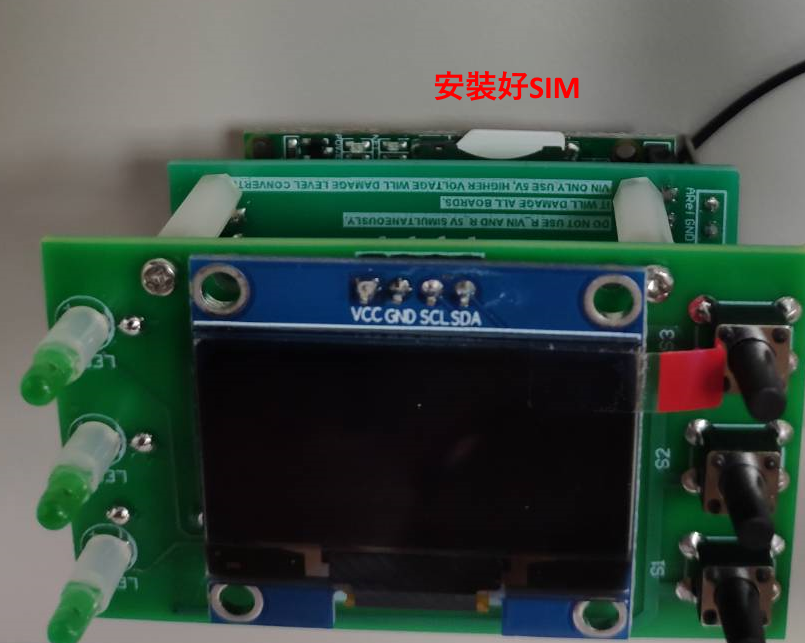 安裝好SIM
VIN ONLY USE 5V, HIGHER VOLTAGE WILL DAMAGE LEVEL CONVERT
IT WILL DAMAGE ALL BOARDS.
DO NOT USE R_VIN AND R_5V SIMULTANEOUSLY.
ARef GND
VCC GND SCL SDA
S3
S2
S1